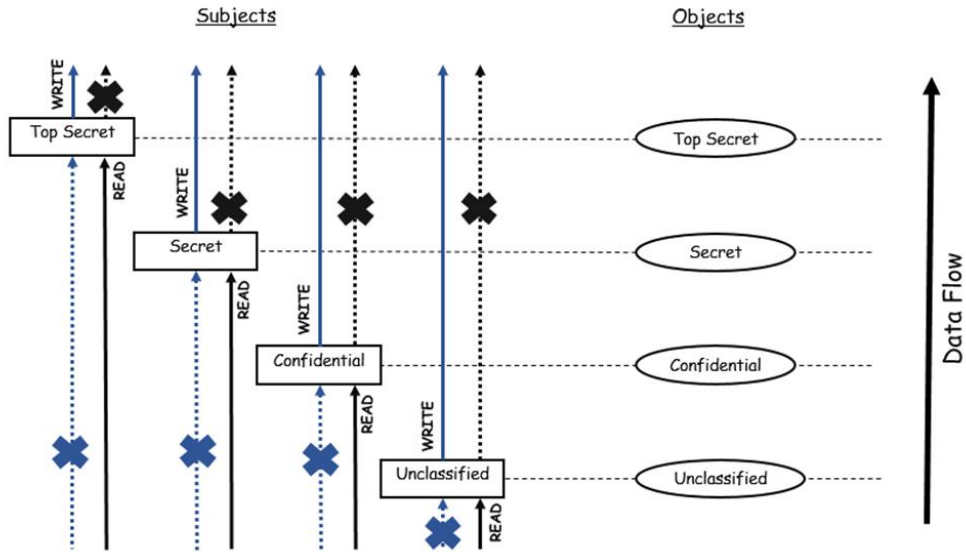 Subjects
Objects
WRITE
Top Secret
Top Secret
READ
WRITE
Secret
Secret
READ
WRITE
Confidential
Confidential
READ
WRITE
Unclassified
Unclassified
READ
Data Flow